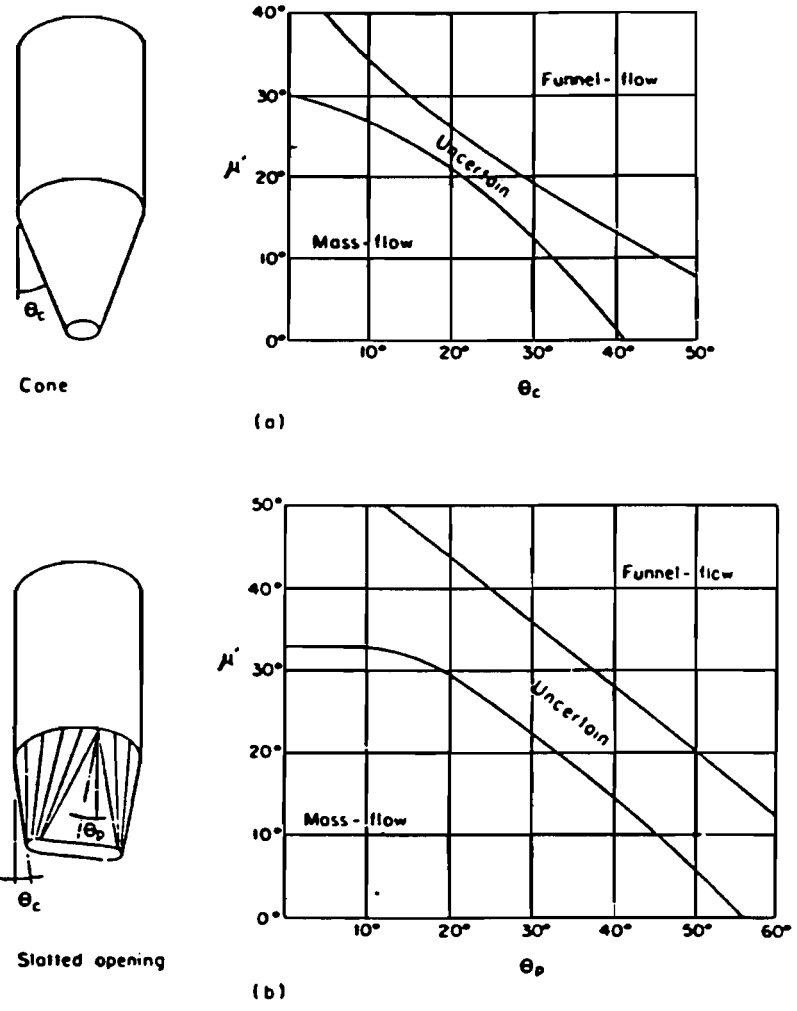 40°
Funnel-flow
30°
Uncertain
μ'
20°
Mass-flow
10°
0°
10° 20° 30° 40° 50°
θc
θc
Cone
(a)
50°
Funnel-flcw
40°
μ'
30°
Uncertain
20°
Mass-flow
10°
θp
0°
10° 20° 30° 40° 50° 60°
θc
θp
Slotted opening
(b)